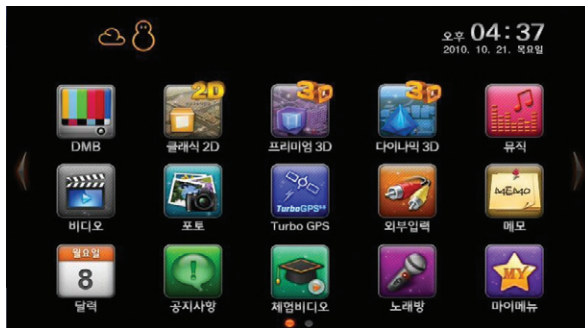 오후 04:37
2010. 10. 21. 목요일
2D 3D 3D
DMB 클래식 2D 프리미엄 3D 다이나믹 3D 뮤직
TurboGPS MEMO
비디오 포토 Turbo GPS 외부입력 메모
월요일
8 MY
달력 공지사항 체험비디오 노래방 마이메뉴